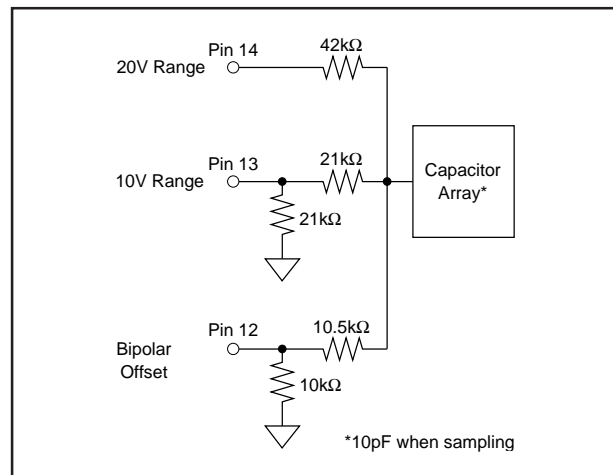 Pin 14
42kΩ
20V Range
Pin 13
21kΩ
10V Range
Capacitor
Array*
21kΩ
Pin 12
10.5kΩ
Bipolar
Offset
10kΩ
*10pF when sampling